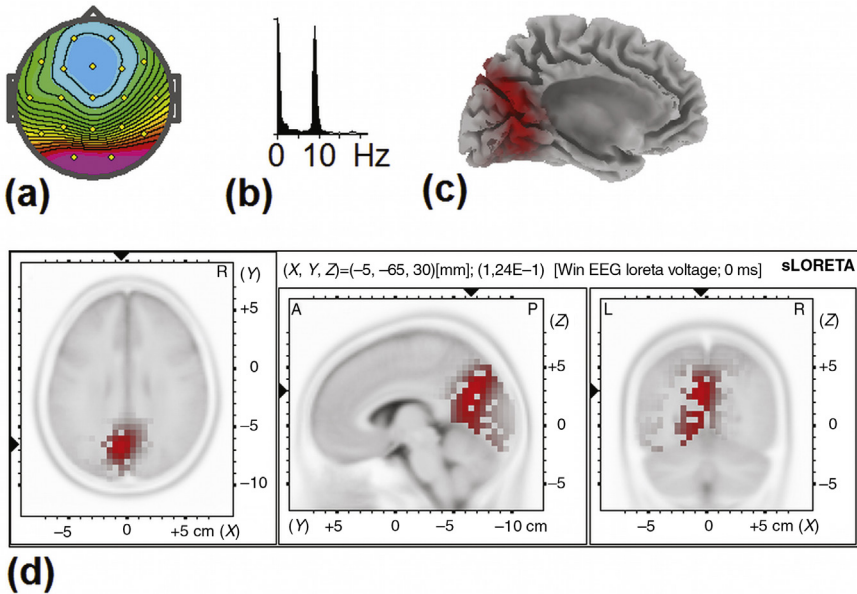 (a)
(b)
0 10 Hz
(c)
R
(Y)
+5
0
−5
−10
−5 0 +5 cm (X)
(X, Y, Z)=(−5, −65, 30)[mm]; (1,24E−1) [Win EEG loreta voltage; 0 ms] sLORETA
A P
(Z)
+5
0
−5
(Y) +5 0 −5 −10 cm
L R
(Z)
+5
0
−5
−5 0 +5 cm (X)
(d)